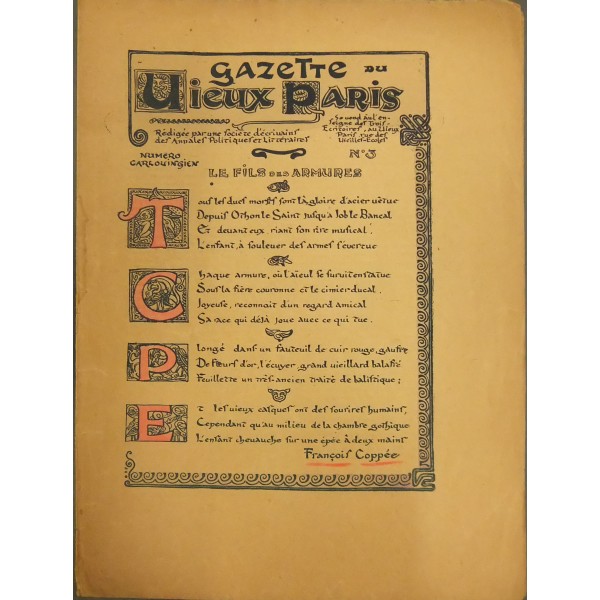 GAZETTE DU
Vieux PARIS
Rédigée par une société d'écrivains
des Annales Politiques et Littéraires
Se vend à l'en-
seigne des Trois-
Ecritoires, au Vieux
Paris rue des
Vieilles-Ecoles
NUMERO
CARLOVINGIEN
N° 3
LE FILS DES ARMURES
Tous les ducs morts sont là, gloire d'acier vêtue
Depuis Othon le Saint jusqu'à Job le Bancal
Et devant eux, riant son rire musical,
L'enfant à soulever des armes s'évertue
Chaque armure, où l'aïeul se survit en statue
Sous la fière couronne et le cimier ducal,
Joyeuse, reconnait d'un regard amical
Sa race qui déjà joue avec ce qui tue.
Plongé dans un fauteuil de cuir rouge, gaufré
De fleurs d'or, l'écuyer, grand vieillard balafré
Feuillette un très-ancien traité de balistique;
Et les vieux casques ont des sourires humains,
Cependant qu'au milieu de la chambre gothique
L'enfant chevauche sur une épée à deux mains
François Coppée